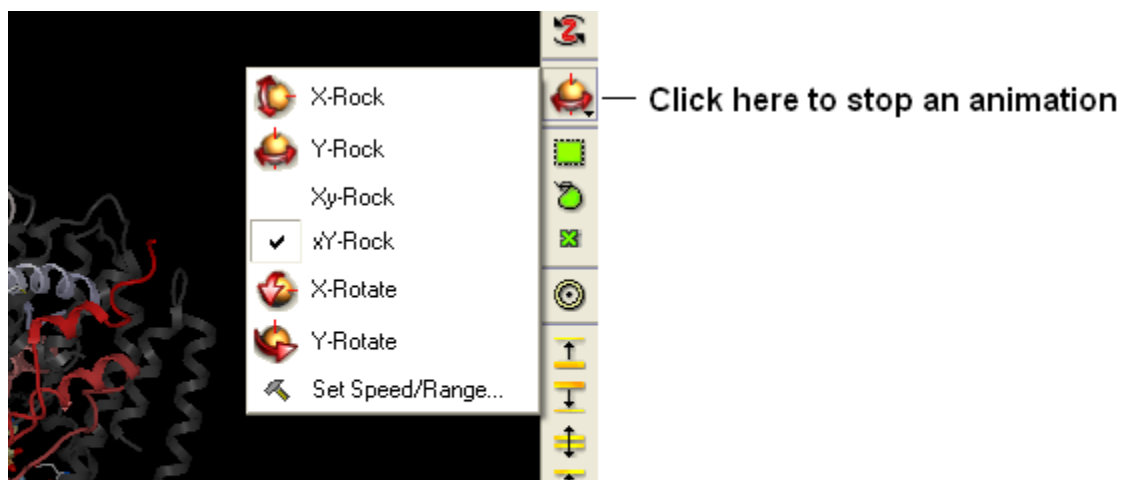 X-Rock
Click here to stop an animation
Y-Rock
Xy-Rock
xY-Rock
X-Rotate
Y-Rotate
Set Speed/Range...